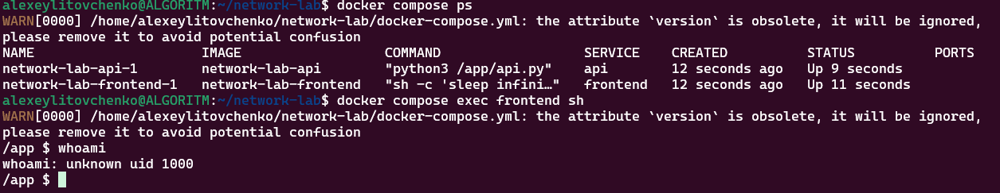 alexeylitovchenko@ALGORITM:~/network-lab$ docker compose ps
WARN[0000] /home/alexeylitovchenko/network-lab/docker-compose.yml: the attribute `version` is obsolete, it will be ignored,
please remove it to avoid potential confusion
NAME IMAGE COMMAND SERVICE CREATED STATUS PORTS
network-lab-api-1 network-lab-api "python3 /app/api.py" api 12 seconds ago Up 9 seconds
network-lab-frontend-1 network-lab-frontend "sh -c 'sleep infini…" frontend 12 seconds ago Up 11 seconds
alexeylitovchenko@ALGORITM:~/network-lab$ docker compose exec frontend sh
WARN[0000] /home/alexeylitovchenko/network-lab/docker-compose.yml: the attribute `version` is obsolete, it will be ignored,
please remove it to avoid potential confusion
/app $ whoami
whoami: unknown uid 1000
/app $